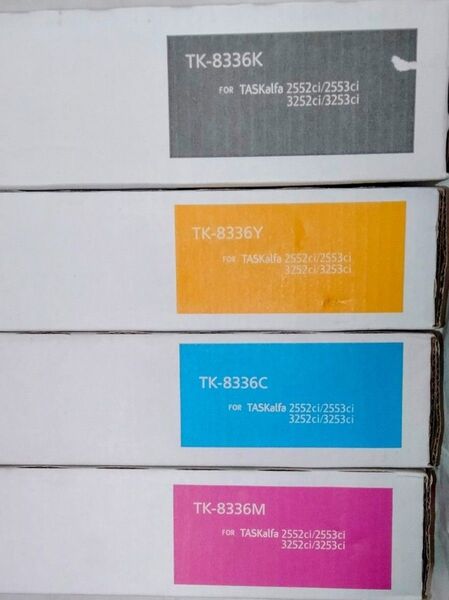 TK-8336K
FOR TASKalfa 2552ci/2553ci
3252ci/3253ci
TK-8336Y
FOR TASKalfa 2552ci/2553ci
3252ci/3253ci
TK-8336C
FOR TASKalfa 2552ci/2553ci
3252ci/3253ci
TK-8336M
FOR TASKalfa 2552ci/2553ci
3252ci/3253ci